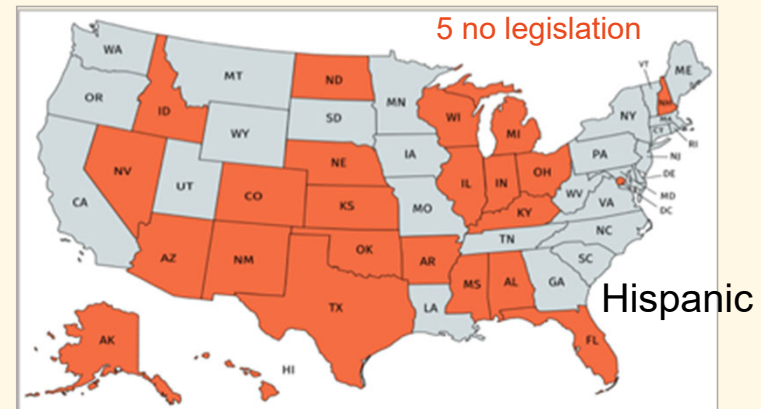 5 no legislation
WA
MT
ND
MN
VT
ME
OR
ID
SD
WI
MI
NY
NH
MA
CT
RI
WY
IA
PA
NJ
NV
UT
NE
IL
IN
OH
DE
CA
CO
KS
MO
KY
WV
VA
MD
DC
AZ
NM
OK
AR
TN
NC
SC
MS
AL
GA
TX
LA
Hispanic
FL
AK
HI